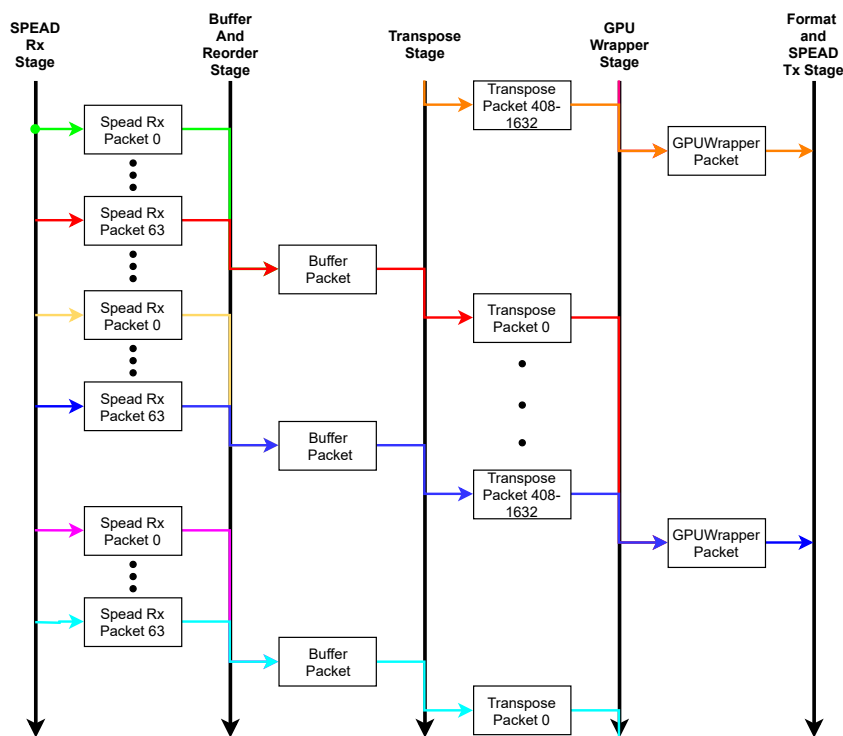 SPEAD
Rx
Stage
Buffer
And
Reorder
Stage
Transpose
Stage
GPU
Wrapper
Stage
Format
and
SPEAD
Tx Stage
Transpose
Packet 408-
1632
Spead Rx
Packet 0
GPUWrapper
Packet
Spead Rx
Packet 63
Buffer
Packet
Spead Rx
Packet 0
Transpose
Packet 0
Spead Rx
Packet 63
Buffer
Packet
Transpose
Packet 408-
1632
Spead Rx
Packet 0
GPUWrapper
Packet
Spead Rx
Packet 63
Buffer
Packet
Transpose
Packet 0